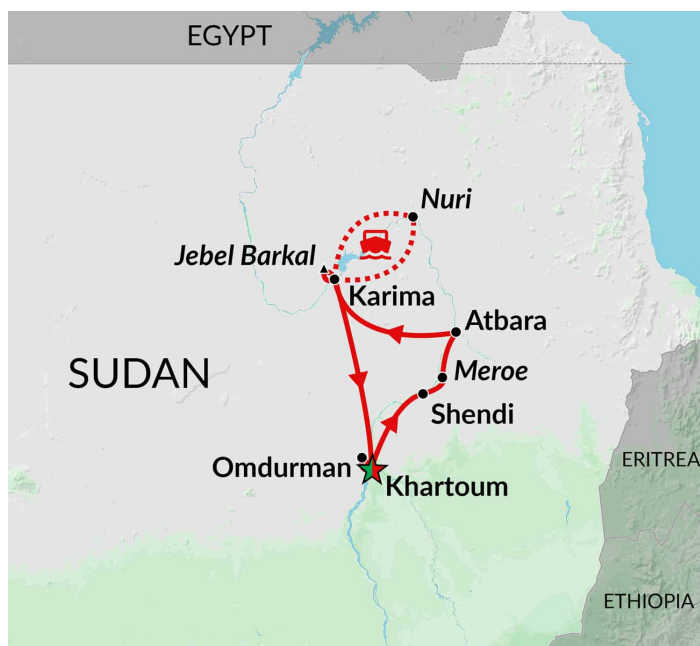 EGYPT
Nuri
Jebel Barkal
Karima
Atbara
SUDAN
Meroe
Shendi
Omdurman
Khartoum
ERITREA
ETHIOPIA